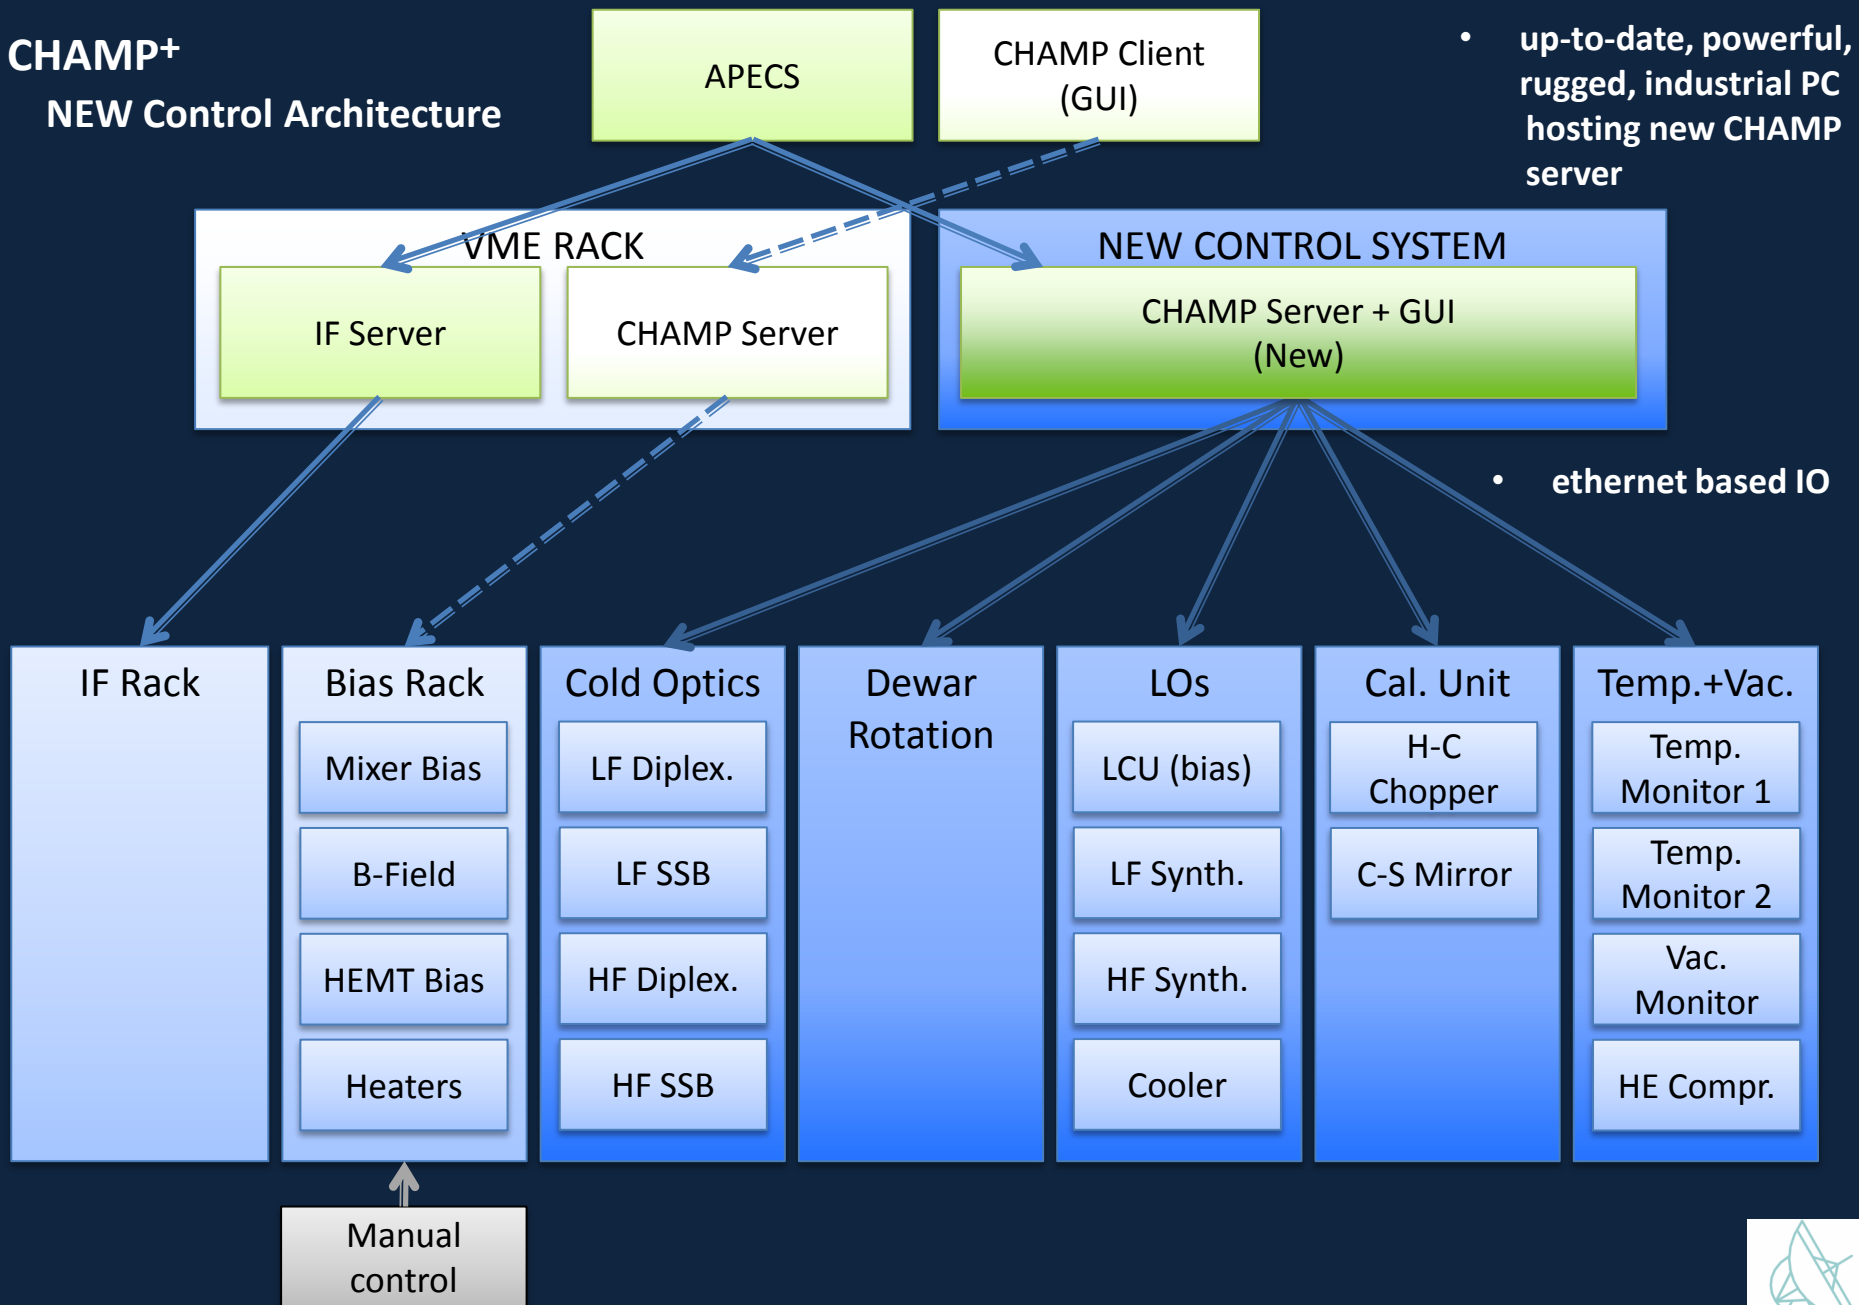 CHAMP⁺
NEW Control Architecture
APECS
CHAMP Client
(GUI)
• up-to-date, powerful,
rugged, industrial PC
hosting new CHAMP
server
VME RACK
IF Server
CHAMP Server
NEW CONTROL SYSTEM
CHAMP Server + GUI
(New)
• ethernet based IO
IF Rack
Bias Rack
Mixer Bias
B-Field
HEMT Bias
Heaters
Cold Optics
LF Diplex.
LF SSB
HF Diplex.
HF SSB
Dewar
Rotation
LOs
LCU (bias)
LF Synth.
HF Synth.
Cooler
Cal. Unit
H-C
Chopper
C-S Mirror
Temp.+Vac.
Temp.
Monitor 1
Temp.
Monitor 2
Vac.
Monitor
HE Compr.
Manual
control